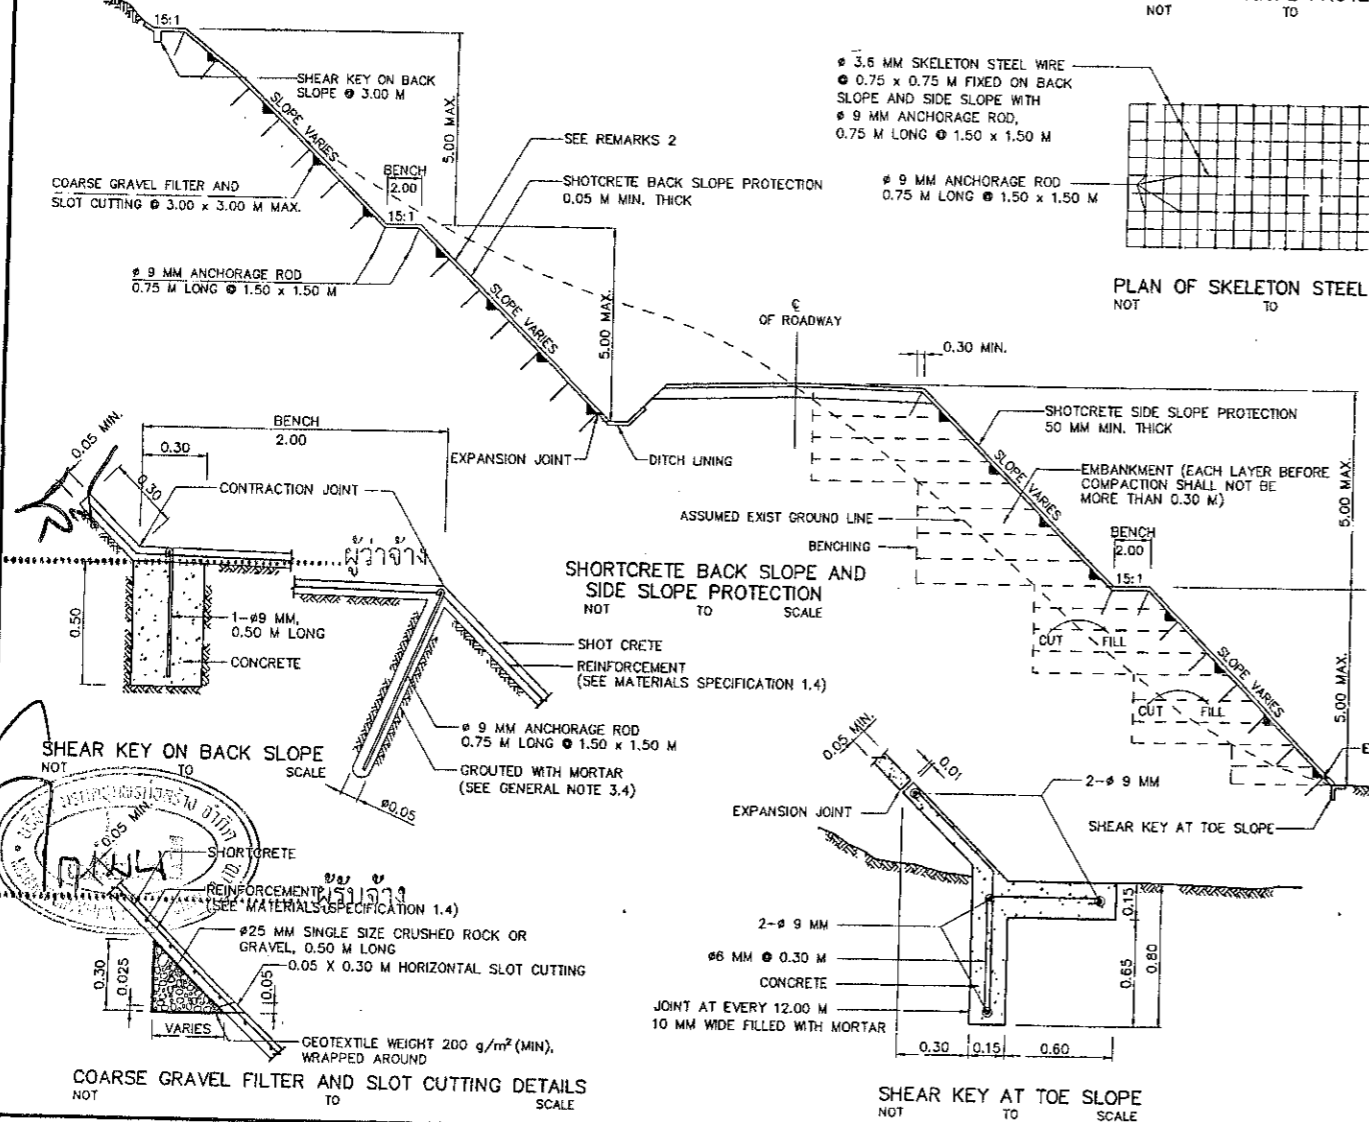 NOT TO
15:1
SHEAR KEY ON BACK
SLOPE @ 3.00 M
SLOPE VARIES
5.00 MAX.
COARSE GRAVEL FILTER AND
SLOT CUTTING @ 3.00 x 3.00 M MAX.
BENCH
2.00
15:1
SEE REMARKS 2
SHOTCRETE BACK SLOPE PROTECTION
0.05 M MIN. THICK
ø 9 MM ANCHORAGE ROD
0.75 M LONG @ 1.50 x 1.50 M
SLOPE VARIES
5.00 MAX.
ø 3.6 MM SKELETON STEEL WIRE
@ 0.75 x 0.75 M FIXED ON BACK
SLOPE AND SIDE SLOPE WITH
ø 9 MM ANCHORAGE ROD,
0.75 M LONG @ 1.50 x 1.50 M
ø 9 MM ANCHORAGE ROD
0.75 M LONG @ 1.50 x 1.50 M
PLAN OF SKELETON STEEL
NOT TO
℄
OF ROADWAY
0.30 MIN.
EXPANSION JOINT
DITCH LINING
SHOTCRETE SIDE SLOPE PROTECTION
50 MM MIN. THICK
SLOPE VARIES
EMBANKMENT (EACH LAYER BEFORE
COMPACTION SHALL NOT BE
MORE THAN 0.30 M)
5.00 MAX.
ASSUMED EXIST GROUND LINE
BENCHING
BENCH
2.00
15:1
CUT FILL
CUT FILL
SLOPE VARIES
5.00 MAX.
E
SHEAR KEY AT TOE SLOPE
SHORTCRETE BACK SLOPE AND
SIDE SLOPE PROTECTION
NOT TO SCALE
0.05 MIN.
0.30
BENCH
2.00
0.30
CONTRACTION JOINT
ผู้ว่าจ้าง
0.50
1-ø9 MM,
0.50 M LONG
CONCRETE
SHOT CRETE
REINFORCEMENT
(SEE MATERIALS SPECIFICATION 1.4)
ø 9 MM ANCHORAGE ROD
0.75 M LONG @ 1.50 x 1.50 M
GROUTED WITH MORTAR
(SEE GENERAL NOTE 3.4)
ø0.05
SHEAR KEY ON BACK SLOPE
NOT TO SCALE
0.05 MIN.
SHORTCRETE
REINFORCEMENT
ผู้รับจ้าง
(SEE MATERIALS SPECIFICATION 1.4)
ø25 MM SINGLE SIZE CRUSHED ROCK OR
GRAVEL, 0.50 M LONG
0.05 X 0.30 M HORIZONTAL SLOT CUTTING
0.30
0.025
0.05
VARIES
GEOTEXTILE WEIGHT 200 g/m² (MIN),
WRAPPED AROUND
COARSE GRAVEL FILTER AND SLOT CUTTING DETAILS
NOT TO SCALE
0.05 MIN.
0.01
EXPANSION JOINT
2-ø 9 MM
2-ø 9 MM
ø6 MM @ 0.30 M
CONCRETE
JOINT AT EVERY 12.00 M
10 MM WIDE FILLED WITH MORTAR
0.15
0.65
0.80
0.30 0.15 0.60
SHEAR KEY AT TOE SLOPE
NOT TO SCALE